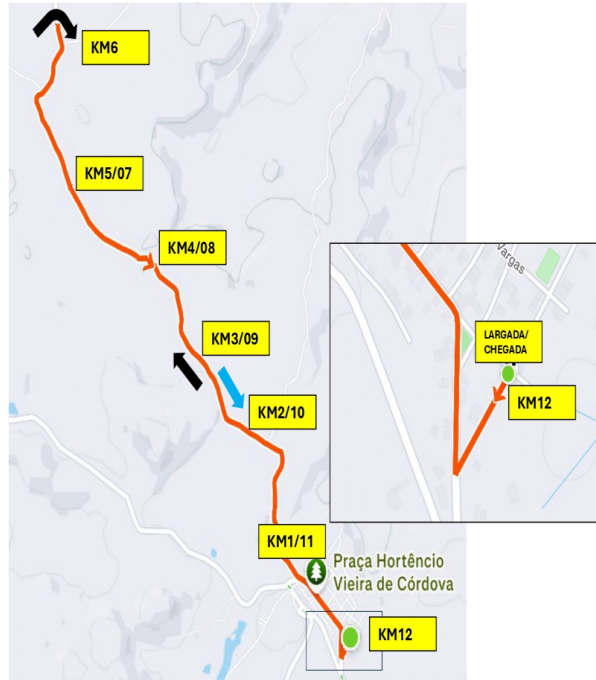 KM6
KM5/07
KM4/08
Vargas
LARGADA/
CHEGADA
KM3/09
KM12
KM2/10
KM1/11
Praça Hortêncio
Vieira de Córdova
KM12